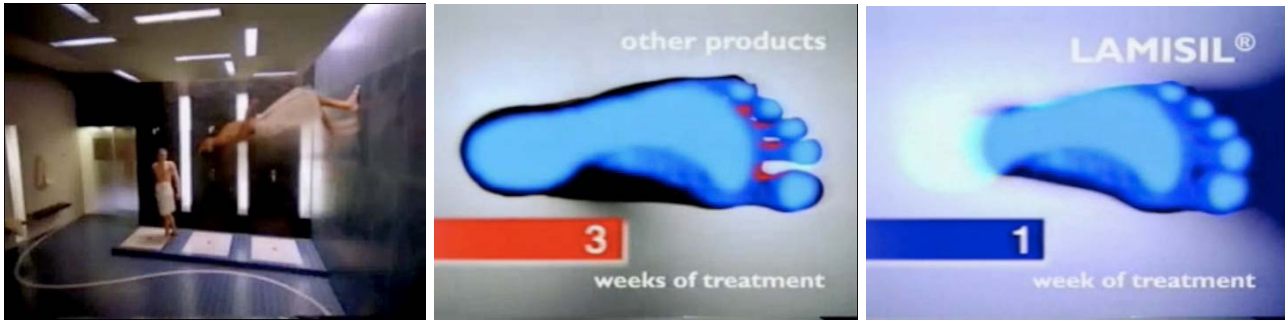 other products
3
weeks of treatment
LAMISIL®
1
week of treatment